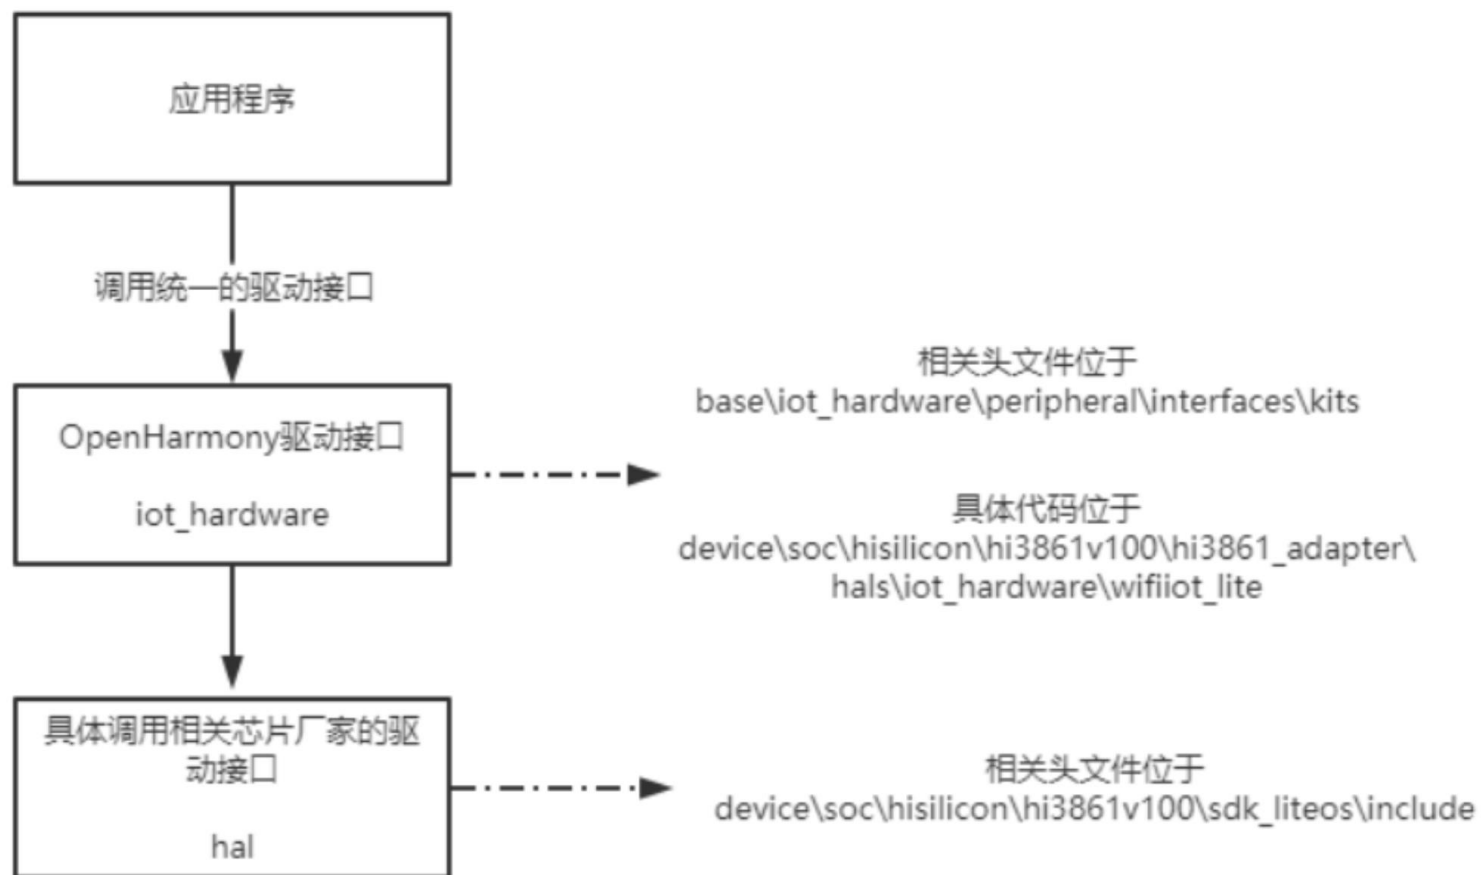 应用程序
调用统一的驱动接口
OpenHarmony驱动接口
iot_hardware
相关头文件位于
base\iot_hardware\peripheral\interfaces\kits
具体代码位于
device\soc\hisilicon\hi3861v100\hi3861_adapter\
hals\iot_hardware\wifiiot_lite
具体调用相关芯片厂家的驱
动接口
hal
相关头文件位于
device\soc\hisilicon\hi3861v100\sdk_liteos\include